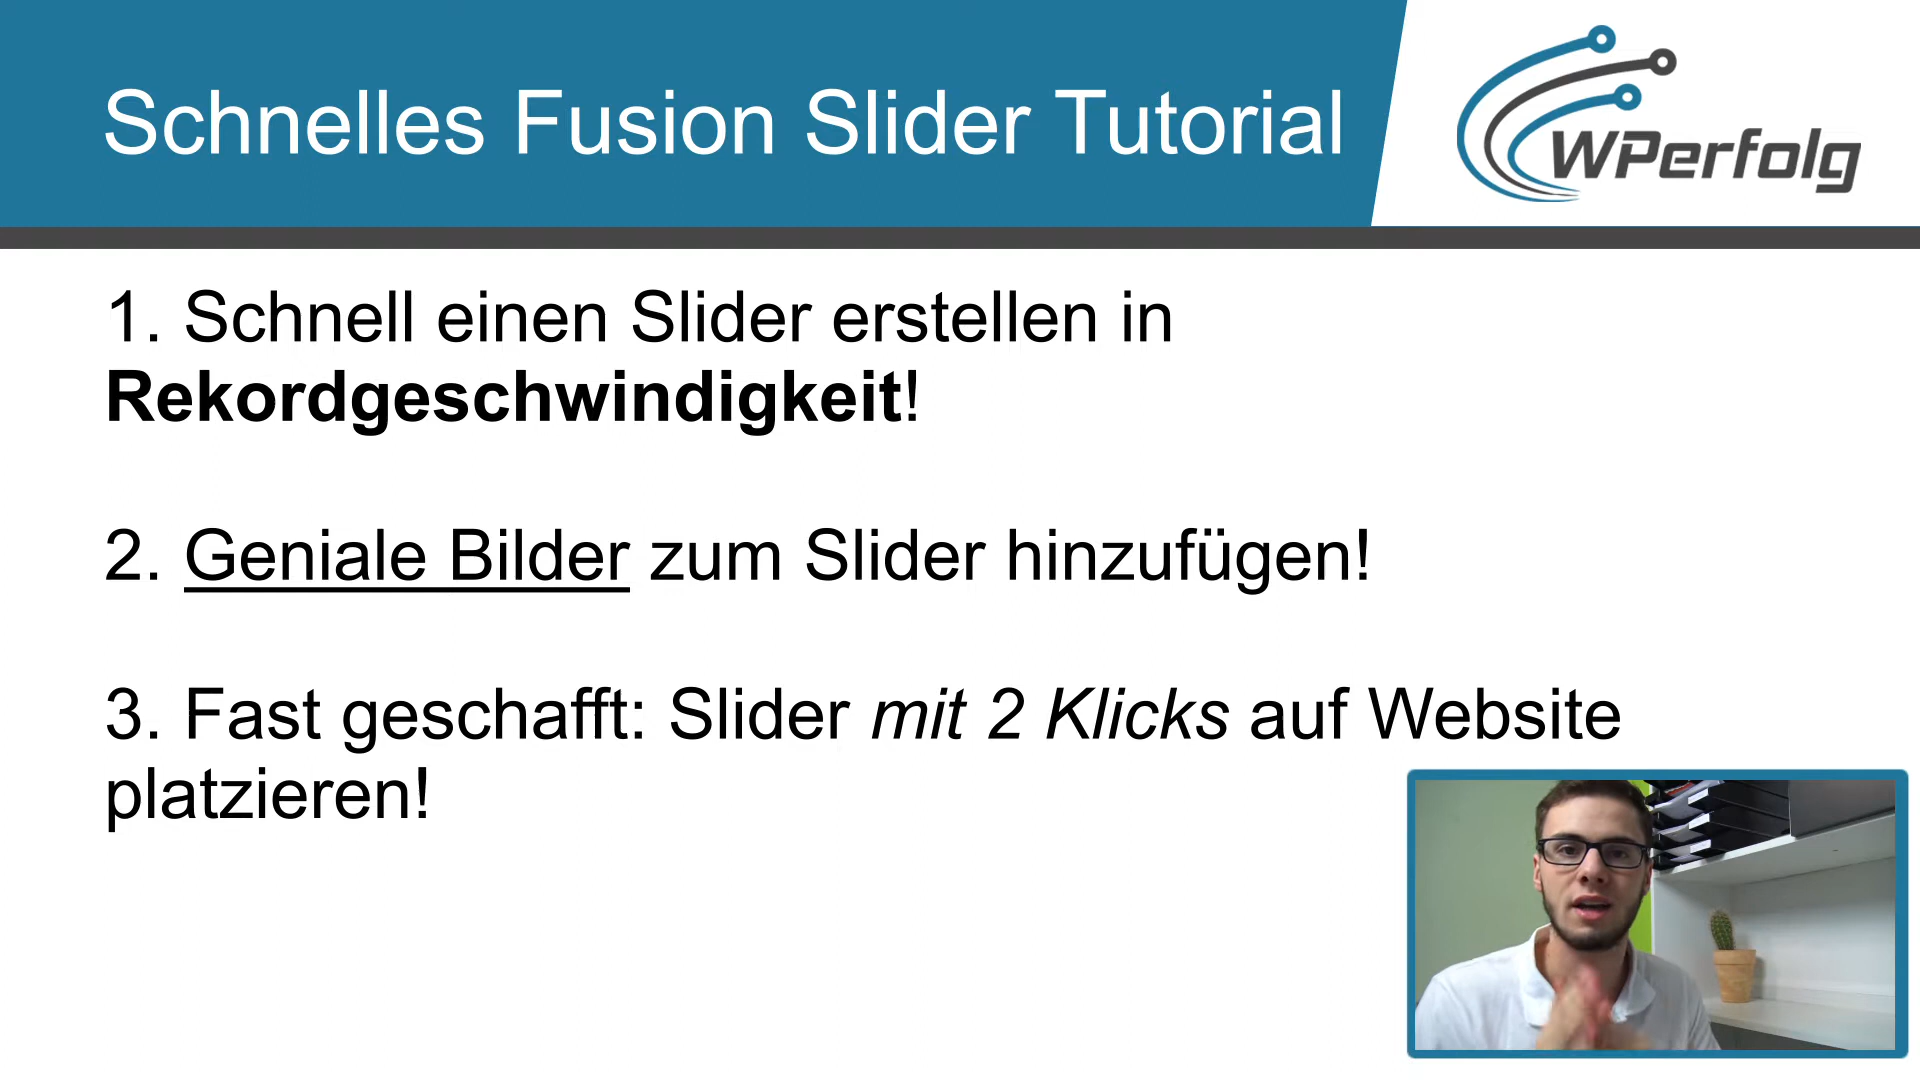 Schnelles Fusion Slider Tutorial
WPerfolg
1. Schnell einen Slider erstellen in
Rekordgeschwindigkeit!
2. Geniale Bilder zum Slider hinzufügen!
3. Fast geschafft: Slider mit 2 Klicks auf Website
platzieren!